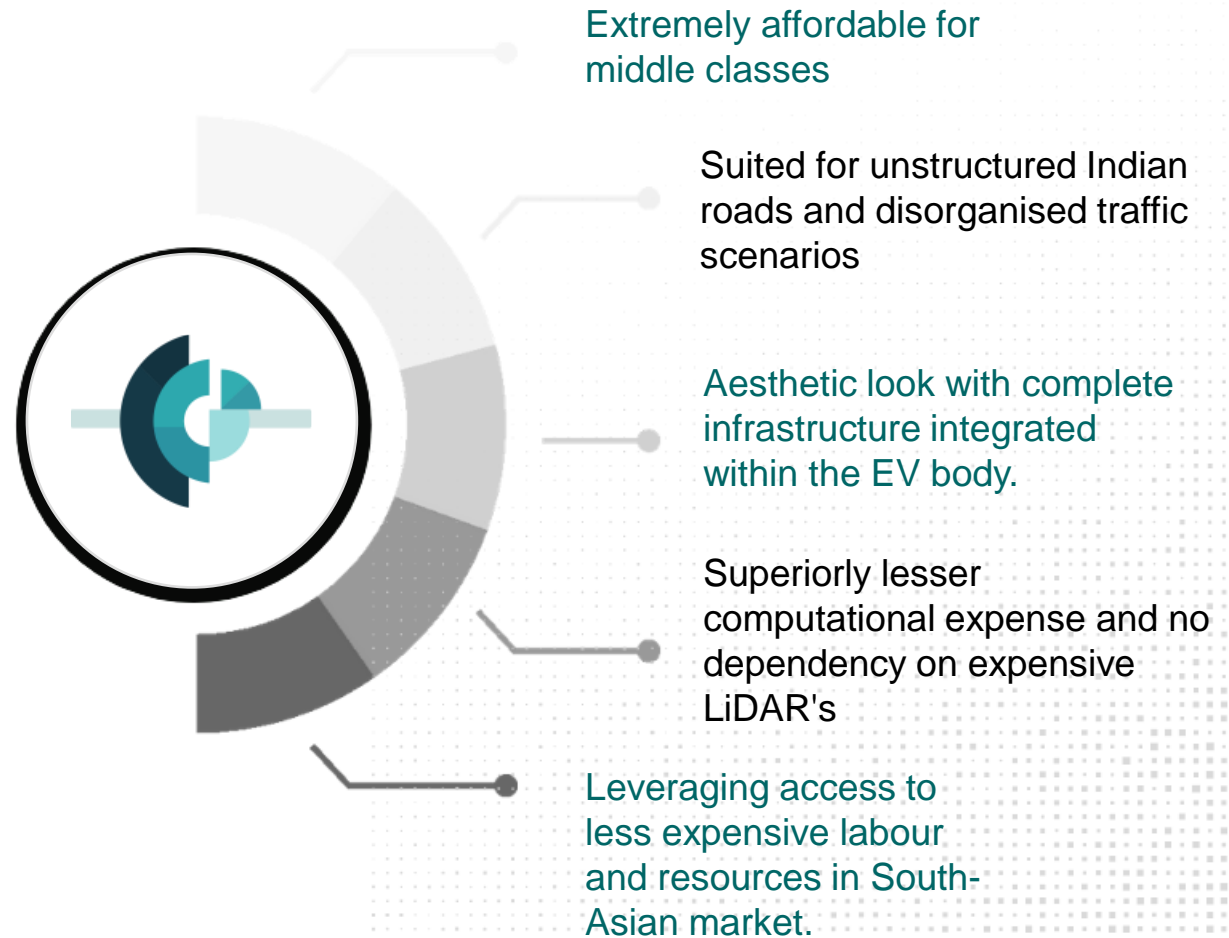 Extremely affordable for
middle classes
Suited for unstructured Indian
roads and disorganised traffic
scenarios
Aesthetic look with complete
infrastructure integrated
within the EV body.
Superiorly lesser
computational expense and no
dependency on expensive
LiDAR's
Leveraging access to
less expensive labour
and resources in South-
Asian market.